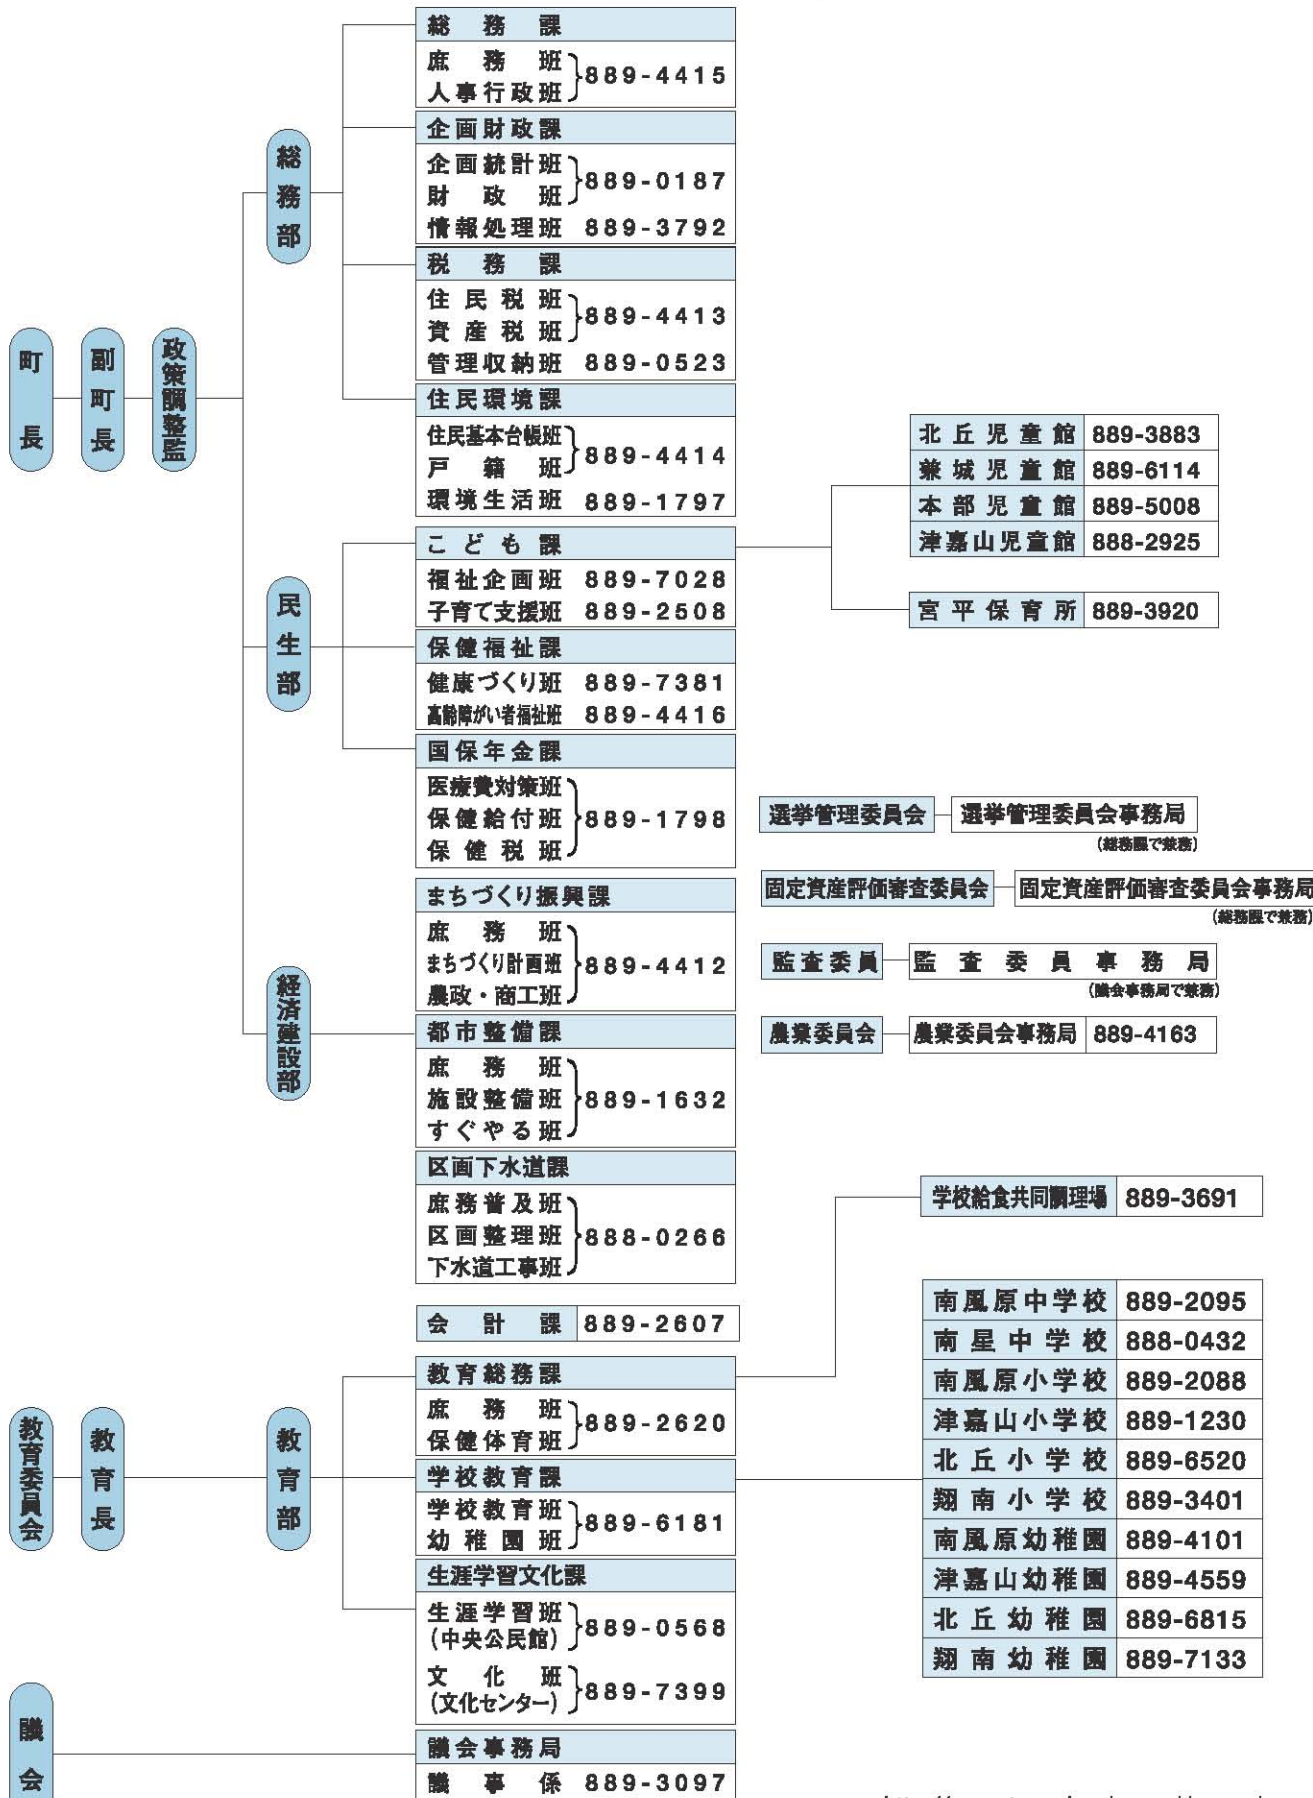 町長
副町長
政策調整監
総務部
総務課
庶務班
人事行政班
889-4415
企画財政課
企画統計班
財政班
889-0187
情報処理班 889-3792
税務課
住民税班
資産税班
889-4413
管理収納班 889-0523
住民環境課
住民基本台帳班
戸籍班
889-4414
環境生活班 889-1797
民生部
こども課
福祉企画班 889-7028
子育て支援班 889-2508
北丘児童館 889-3883
兼城児童館 889-6114
本部児童館 889-5008
津嘉山児童館 888-2925
宮平保育所 889-3920
保健福祉課
健康づくり班 889-7381
高齢障がい者福祉班 889-4416
国保年金課
医療費対策班
保健給付班
保健税班
889-1798
経済建設部
まちづくり振興課
庶務班
まちづくり計画班
農政・商工班
889-4412
都市整備課
庶務班
施設整備班
すぐやる班
889-1632
区画下水道課
庶務普及班
区画整理班
下水道工事班
888-0266
選挙管理委員会 選挙管理委員会事務局
(総務課で兼務)
固定資産評価審査委員会 固定資産評価審査委員会事務局
(総務課で兼務)
監査委員 監査委員事務局
(議会事務局で兼務)
農業委員会 農業委員会事務局 889-4163
会計課 889-2607
教育委員会
教育長
教育部
教育総務課
庶務班
保健体育班
889-2620
学校教育課
学校教育班
幼稚園班
889-6181
生涯学習文化課
生涯学習班
(中央公民館)
889-0568
文化班
(文化センター)
889-7399
学校給食共同調理場 889-3691
南風原中学校 889-2095
南星中学校 888-0432
南風原小学校 889-2088
津嘉山小学校 889-1230
北丘小学校 889-6520
翔南小学校 889-3401
南風原幼稚園 889-4101
津嘉山幼稚園 889-4559
北丘幼稚園 889-6815
翔南幼稚園 889-7133
議会
議会事務局
議事係 889-3097